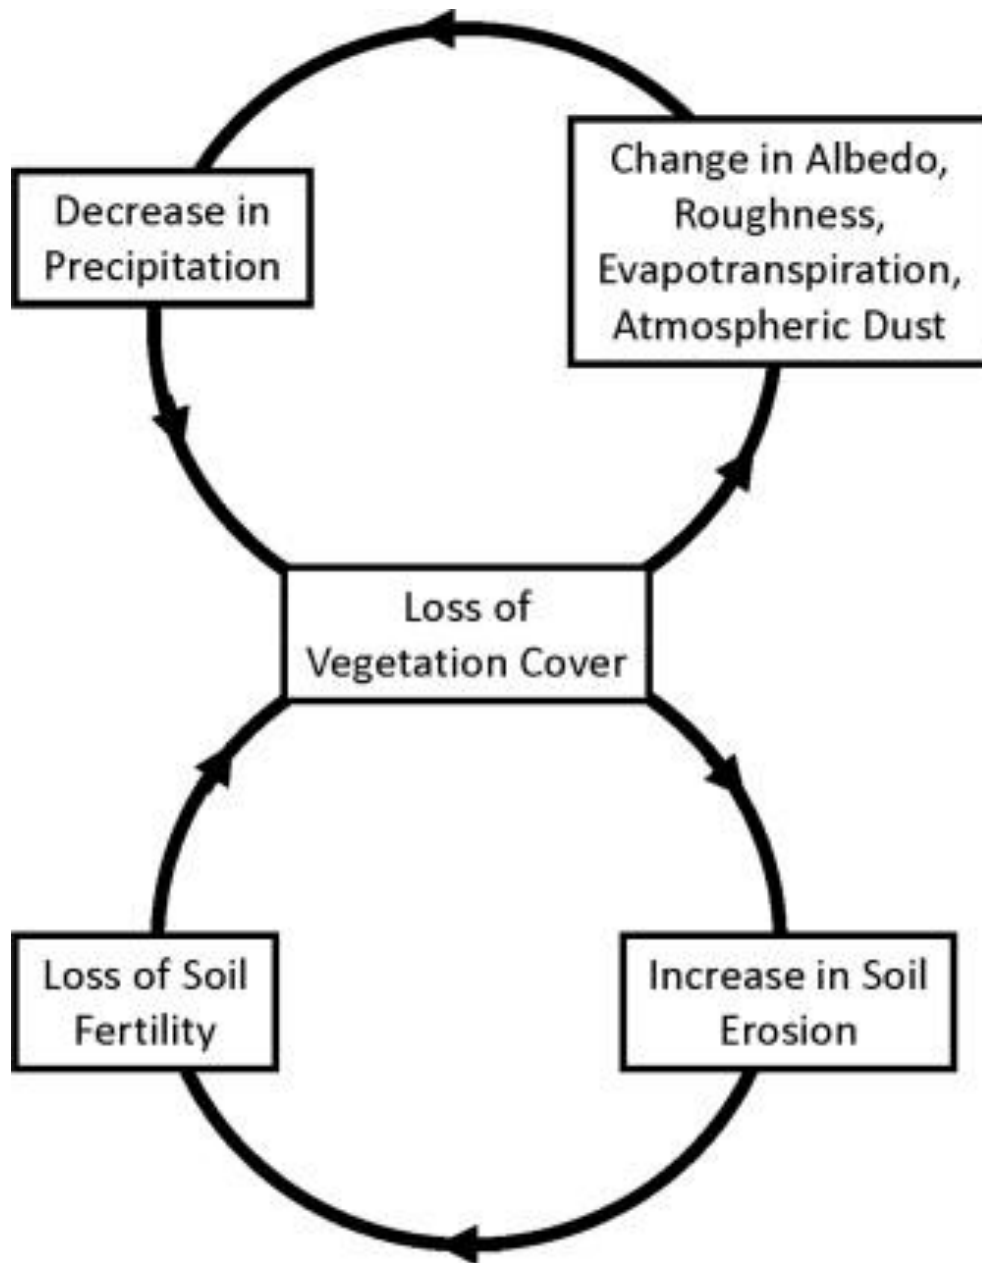 Decrease in
Precipitation
Change in Albedo,
Roughness,
Evapotranspiration,
Atmospheric Dust
Loss of
Vegetation Cover
Loss of Soil
Fertility
Increase in Soil
Erosion